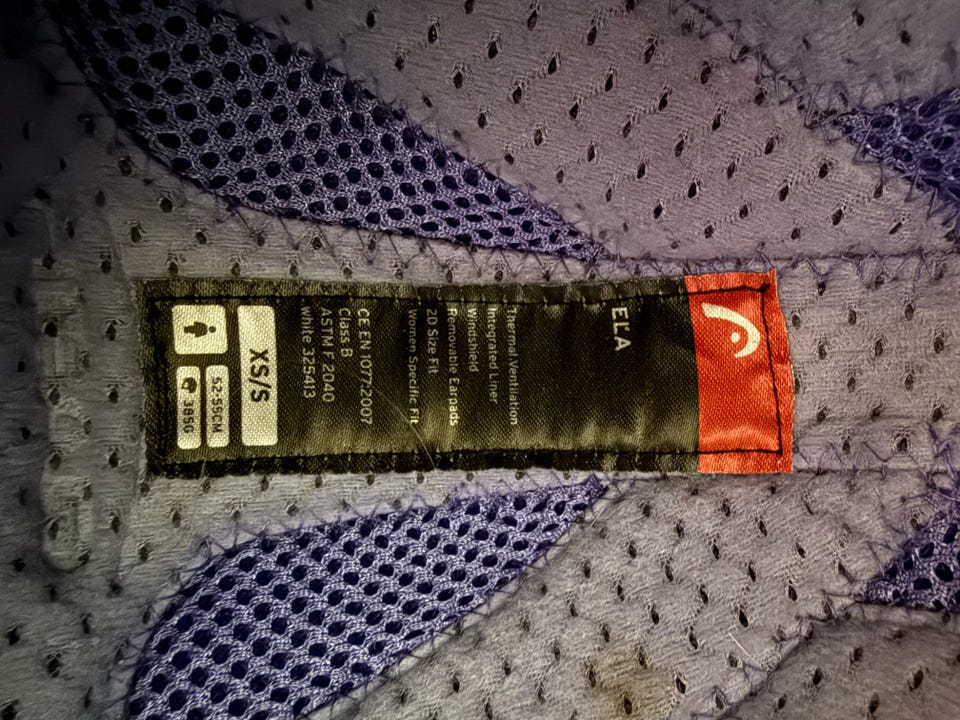 ELA
Thermal Ventilation
Integrated Liner
Windshield
Removable Earpads
2D Size Fit
Women Specific Fit
CE EN 1077:2007
Class B
ASTM F 2040
white 325413
XS/S
52-55CM
385G